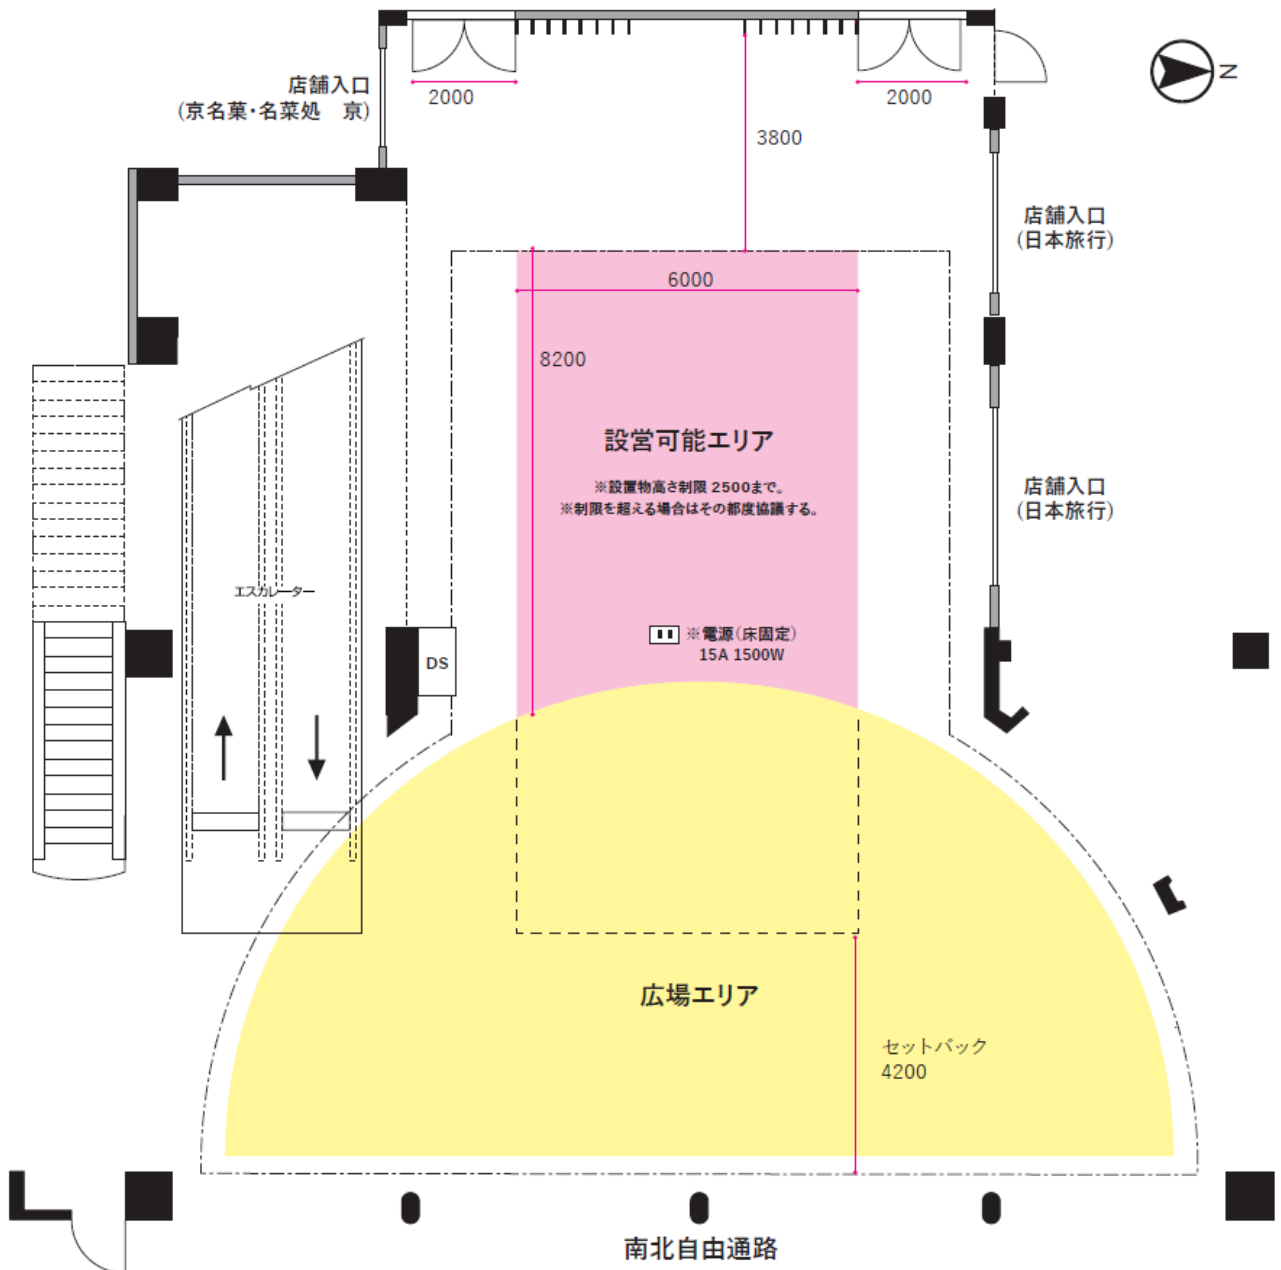 店舗入口
(京名菓・名菜処　亰)
2000
2000
N
3800
店舗入口
(日本旅行)
6000
8200
設営可能エリア
※設置物高さ制限 2500まで。
※制限を超える場合はその都度協議する。
店舗入口
(日本旅行)
エスカレーター
※電源(床固定)
15A 1500W
DS
広場エリア
セットバック
4200
南北自由通路